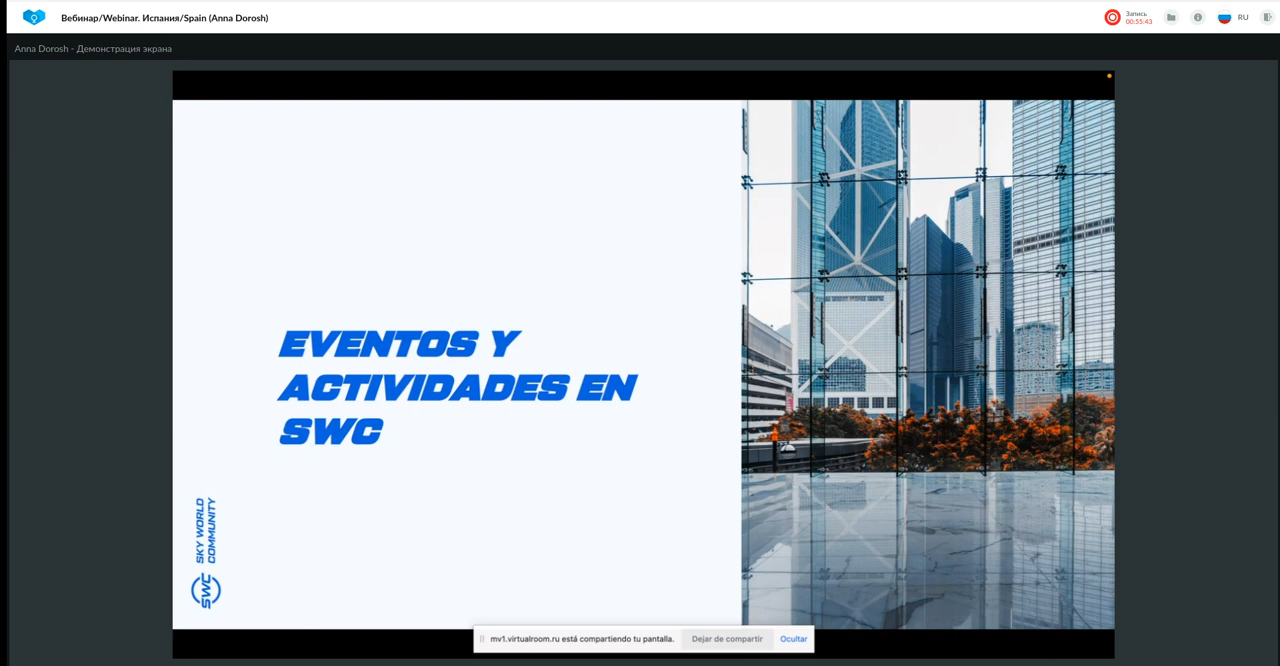 Вебинар/Webinar. Испания/Spain (Anna Dorosh)
Запись
00:55:43
RU
Anna Dorosh - Демонстрация экрана
EVENTOS Y
ACTIVIDADES EN
SWC
SKY WORLD
COMMUNITY
SWC
mv1.virtualroom.ru está compartiendo tu pantalla.
Dejar de compartir
Ocultar